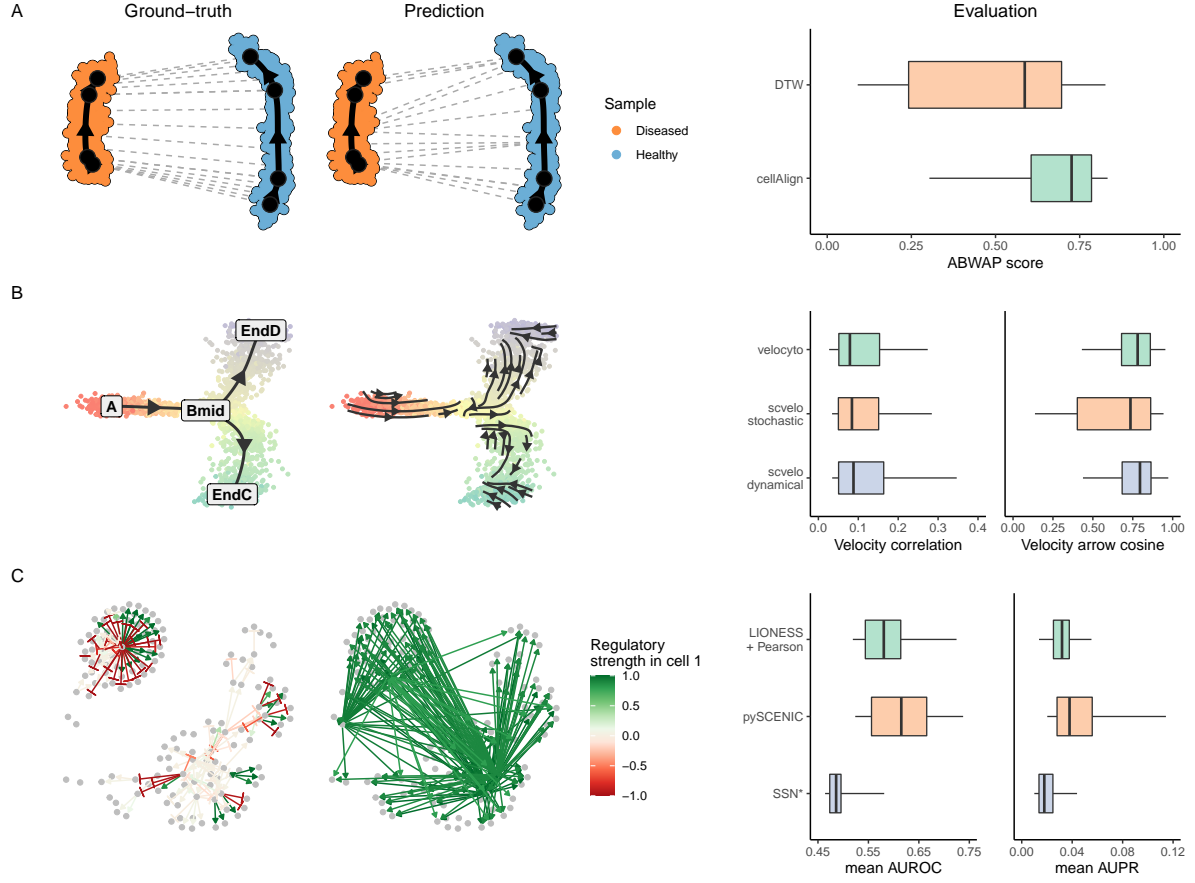 A
Ground−truth
Prediction
Evaluation
Sample
Diseased
Healthy
DTW
cellAlign
0.00
0.25
0.50
0.75
1.00
ABWAP score
B
A
Bmid
EndD
EndC
velocyto
scvelo
stochastic
scvelo
dynamical
0.0
0.1
0.2
0.3
0.4
Velocity correlation
0.00
0.25
0.50
0.75
1.00
Velocity arrow cosine
C
Regulatory
strength in cell 1
1.0
0.5
0.0
−0.5
−1.0
LIONESS
+ Pearson
pySCENIC
SSN*
0.45
0.55
0.65
0.75
mean AUROC
0.00
0.04
0.08
0.12
mean AUPR